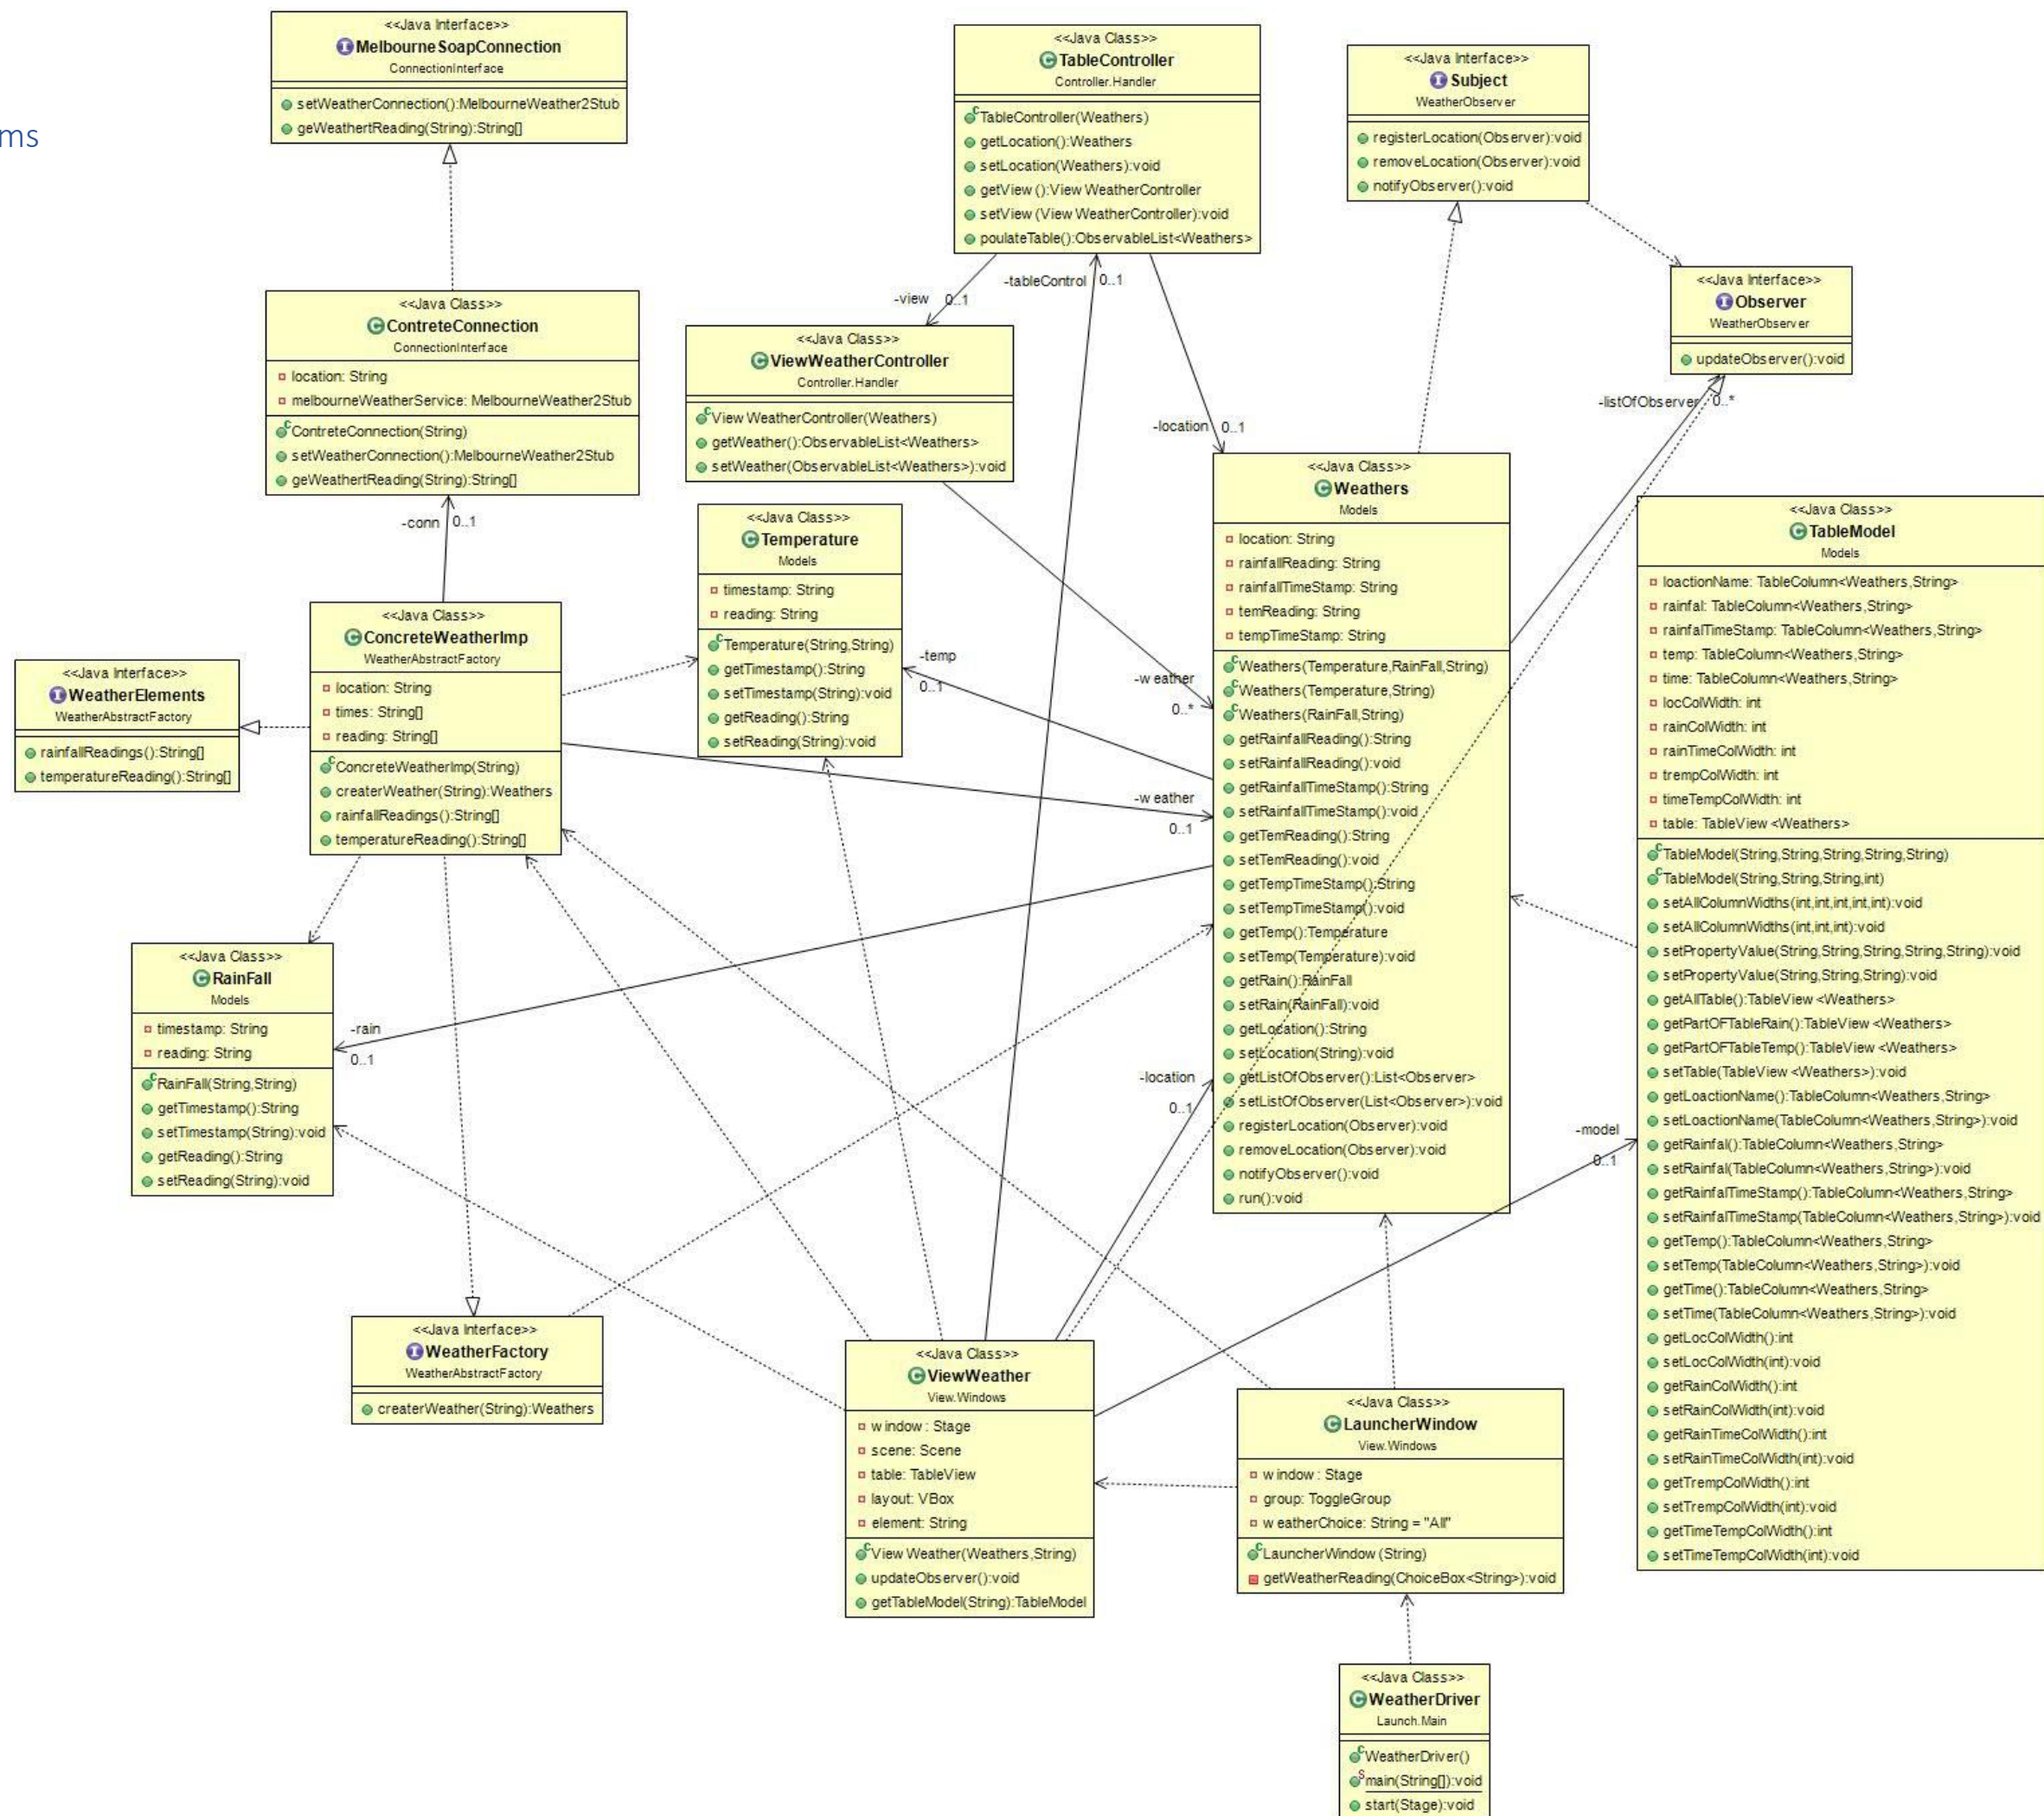 ms
<<Java Interface>>
MelbourneSoapConnection
ConnectionInterface
setWeatherConnection():MelbourneWeather2Stub
geWeathertReading(String):String[]
<<Java Class>>
TableController
Controller.Handler
TableController(Weathers)
getLocation():Weathers
setLocation(Weathers):void
getView():ViewWeatherController
setView(ViewWeatherController):void
poulateTable():ObservableList<Weathers>
<<Java Interface>>
Subject
WeatherObserver
registerLocation(Observer):void
removeLocation(Observer):void
notifyObserver():void
<<Java Interface>>
Observer
WeatherObserver
updateObserver():void
-listOfObserver 0..*
-view 0..1
-tableControl 0..1
-location 0..1
<<Java Class>>
ContreteConnection
ConnectionInterface
location: String
melbourneWeatherService: MelbourneWeather2Stub
ContreteConnection(String)
setWeatherConnection():MelbourneWeather2Stub
geWeathertReading(String):String[]
-conn 0..1
<<Java Class>>
ViewWeatherController
Controller.Handler
ViewWeatherController(Weathers)
getWeather():ObservableList<Weathers>
setWeather(ObservableList<Weathers>):void
<<Java Class>>
Temperature
Models
timestamp: String
reading: String
Temperature(String,String)
getTimestamp():String
setTimestamp(String):void
getReading():String
setReading(String):void
-temp
0..1
-weather
0..*
-weather
0..1
<<Java Class>>
Weathers
Models
location: String
rainfallReading: String
rainfallTimeStamp: String
temReading: String
tempTimeStamp: String
Weathers(Temperature,RainFall,String)
Weathers(Temperature,String)
Weathers(RainFall,String)
getRainfallReading():String
setRainfallReading():void
getRainfallTimeStamp():String
setRainfallTimeStamp():void
getTemReading():String
setTemReading():void
getTempTimeStamp():String
setTempTimeStamp():void
getTemp():Temperature
setTemp(Temperature):void
getRain():RainFall
setRain(RainFall):void
getLocation():String
setLocation(String):void
getListOfObserver():List<Observer>
setListOfObserver(List<Observer>):void
registerLocation(Observer):void
removeLocation(Observer):void
notifyObserver():void
run():void
<<Java Class>>
TableModel
Models
loactionName: TableColumn<Weathers,String>
rainfal: TableColumn<Weathers,String>
rainfalTimeStamp: TableColumn<Weathers,String>
temp: TableColumn<Weathers,String>
time: TableColumn<Weathers,String>
locColWidth: int
rainColWidth: int
rainTimeColWidth: int
trempColWidth: int
timeTempColWidth: int
table: TableView<Weathers>
TableModel(String,String,String,String,String)
TableModel(String,String,String,int)
setAllColumnWidths(int,int,int,int,int):void
setAllColumnWidths(int,int,int):void
setPropertyValue(String,String,String,String,String):void
setPropertyValue(String,String,String):void
getAllTable():TableView<Weathers>
getPartOFTableRain():TableView<Weathers>
getPartOFTableTemp():TableView<Weathers>
setTable(TableView<Weathers>):void
getLoactionName():TableColumn<Weathers,String>
setLoactionName(TableColumn<Weathers,String>):void
getRainfal():TableColumn<Weathers,String>
setRainfal(TableColumn<Weathers,String>):void
getRainfalTimeStamp():TableColumn<Weathers,String>
setRainfalTimeStamp(TableColumn<Weathers,String>):void
getTemp():TableColumn<Weathers,String>
setTemp(TableColumn<Weathers,String>):void
getTime():TableColumn<Weathers,String>
setTime(TableColumn<Weathers,String>):void
getLocColWidth():int
setLocColWidth(int):void
getRainColWidth():int
setRainColWidth(int):void
getRainTimeColWidth():int
setRainTimeColWidth(int):void
getTrempColWidth():int
setTrempColWidth(int):void
getTimeTempColWidth():int
setTimeTempColWidth(int):void
<<Java Interface>>
WeatherElements
WeatherAbstractFactory
rainfallReadings():String[]
temperatureReading():String[]
<<Java Class>>
ConcreteWeatherImp
WeatherAbstractFactory
location: String
times: String[]
reading: String[]
ConcreteWeatherImp(String)
createrWeather(String):Weathers
rainfallReadings():String[]
temperatureReading():String[]
<<Java Class>>
RainFall
Models
timestamp: String
reading: String
RainFall(String,String)
getTimestamp():String
setTimestamp(String):void
getReading():String
setReading(String):void
-rain
0..1
-location
0..1
-model
0..1
<<Java Interface>>
WeatherFactory
WeatherAbstractFactory
createrWeather(String):Weathers
<<Java Class>>
ViewWeather
View.Windows
window: Stage
scene: Scene
table: TableView
layout: VBox
element: String
ViewWeather(Weathers,String)
updateObserver():void
getTableModel(String):TableModel
<<Java Class>>
LauncherWindow
View.Windows
window: Stage
group: ToggleGroup
weatherChoice: String = "All"
LauncherWindow(String)
getWeatherReading(ChoiceBox<String>):void
<<Java Class>>
WeatherDriver
Launch.Main
WeatherDriver()
main(String[]):void
start(Stage):void